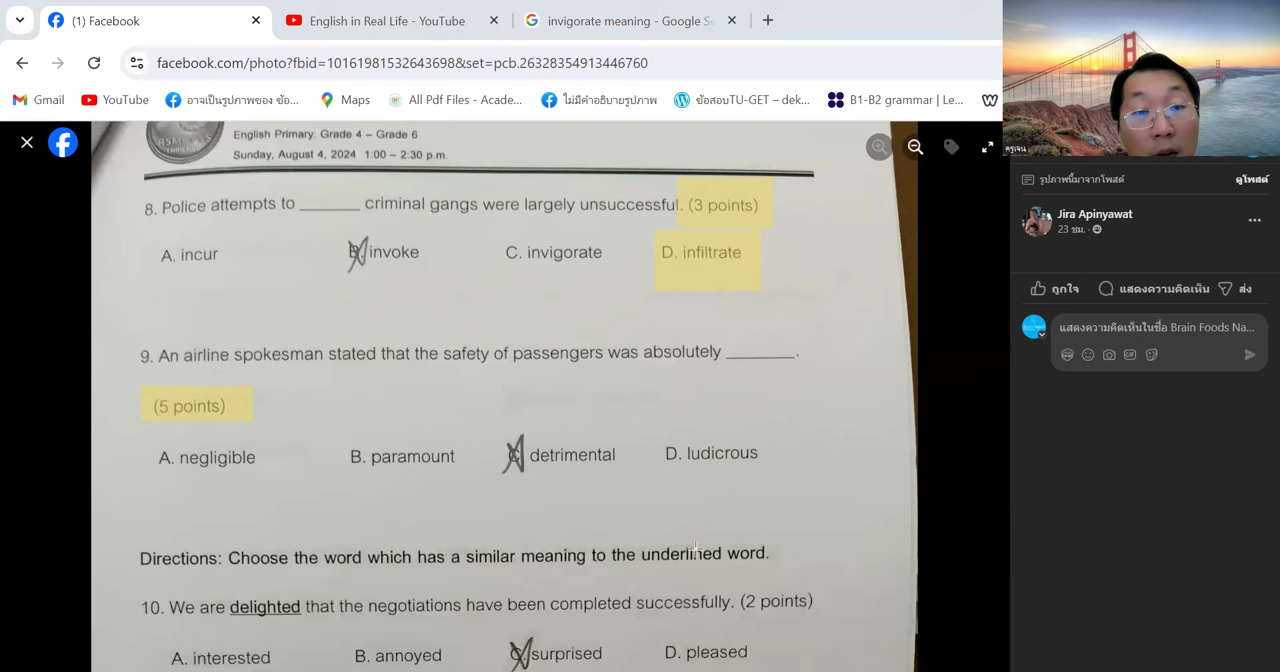 (1) Facebook
English in Real Life - YouTube
invigorate meaning - Google Se
facebook.com/photo?fbid=10161981532643698&set=pcb.26328354913446760
Gmail
YouTube
อาจเป็นรูปภาพของ ข้อ...
Maps
All Pdf Files - Acade...
ไม่มีคำอธิบายรูปภาพ
ข้อสอบTU-GET – dek...
B1-B2 grammar | Le...
ครูเจน
English Primary: Grade 4 – Grade 6
Sunday, August 4, 2024 1:00 – 2:30 p.m.
8. Police attempts to ______ criminal gangs were largely unsuccessful. (3 points)
A. incur B. invoke C. invigorate D. infiltrate
9. An airline spokesman stated that the safety of passengers was absolutely ________.
(5 points)
A. negligible B. paramount C. detrimental D. ludicrous
Directions: Choose the word which has a similar meaning to the underlined word.
10. We are delighted that the negotiations have been completed successfully. (2 points)
A. interested B. annoyed C. surprised D. pleased
รูปภาพนี้มาจากโพสต์
ดูโพสต์
Jira Apinyawat
23 ชม.
ถูกใจ
แสดงความคิดเห็น
ส่ง
แสดงความคิดเห็นในชื่อ Brain Foods Na...